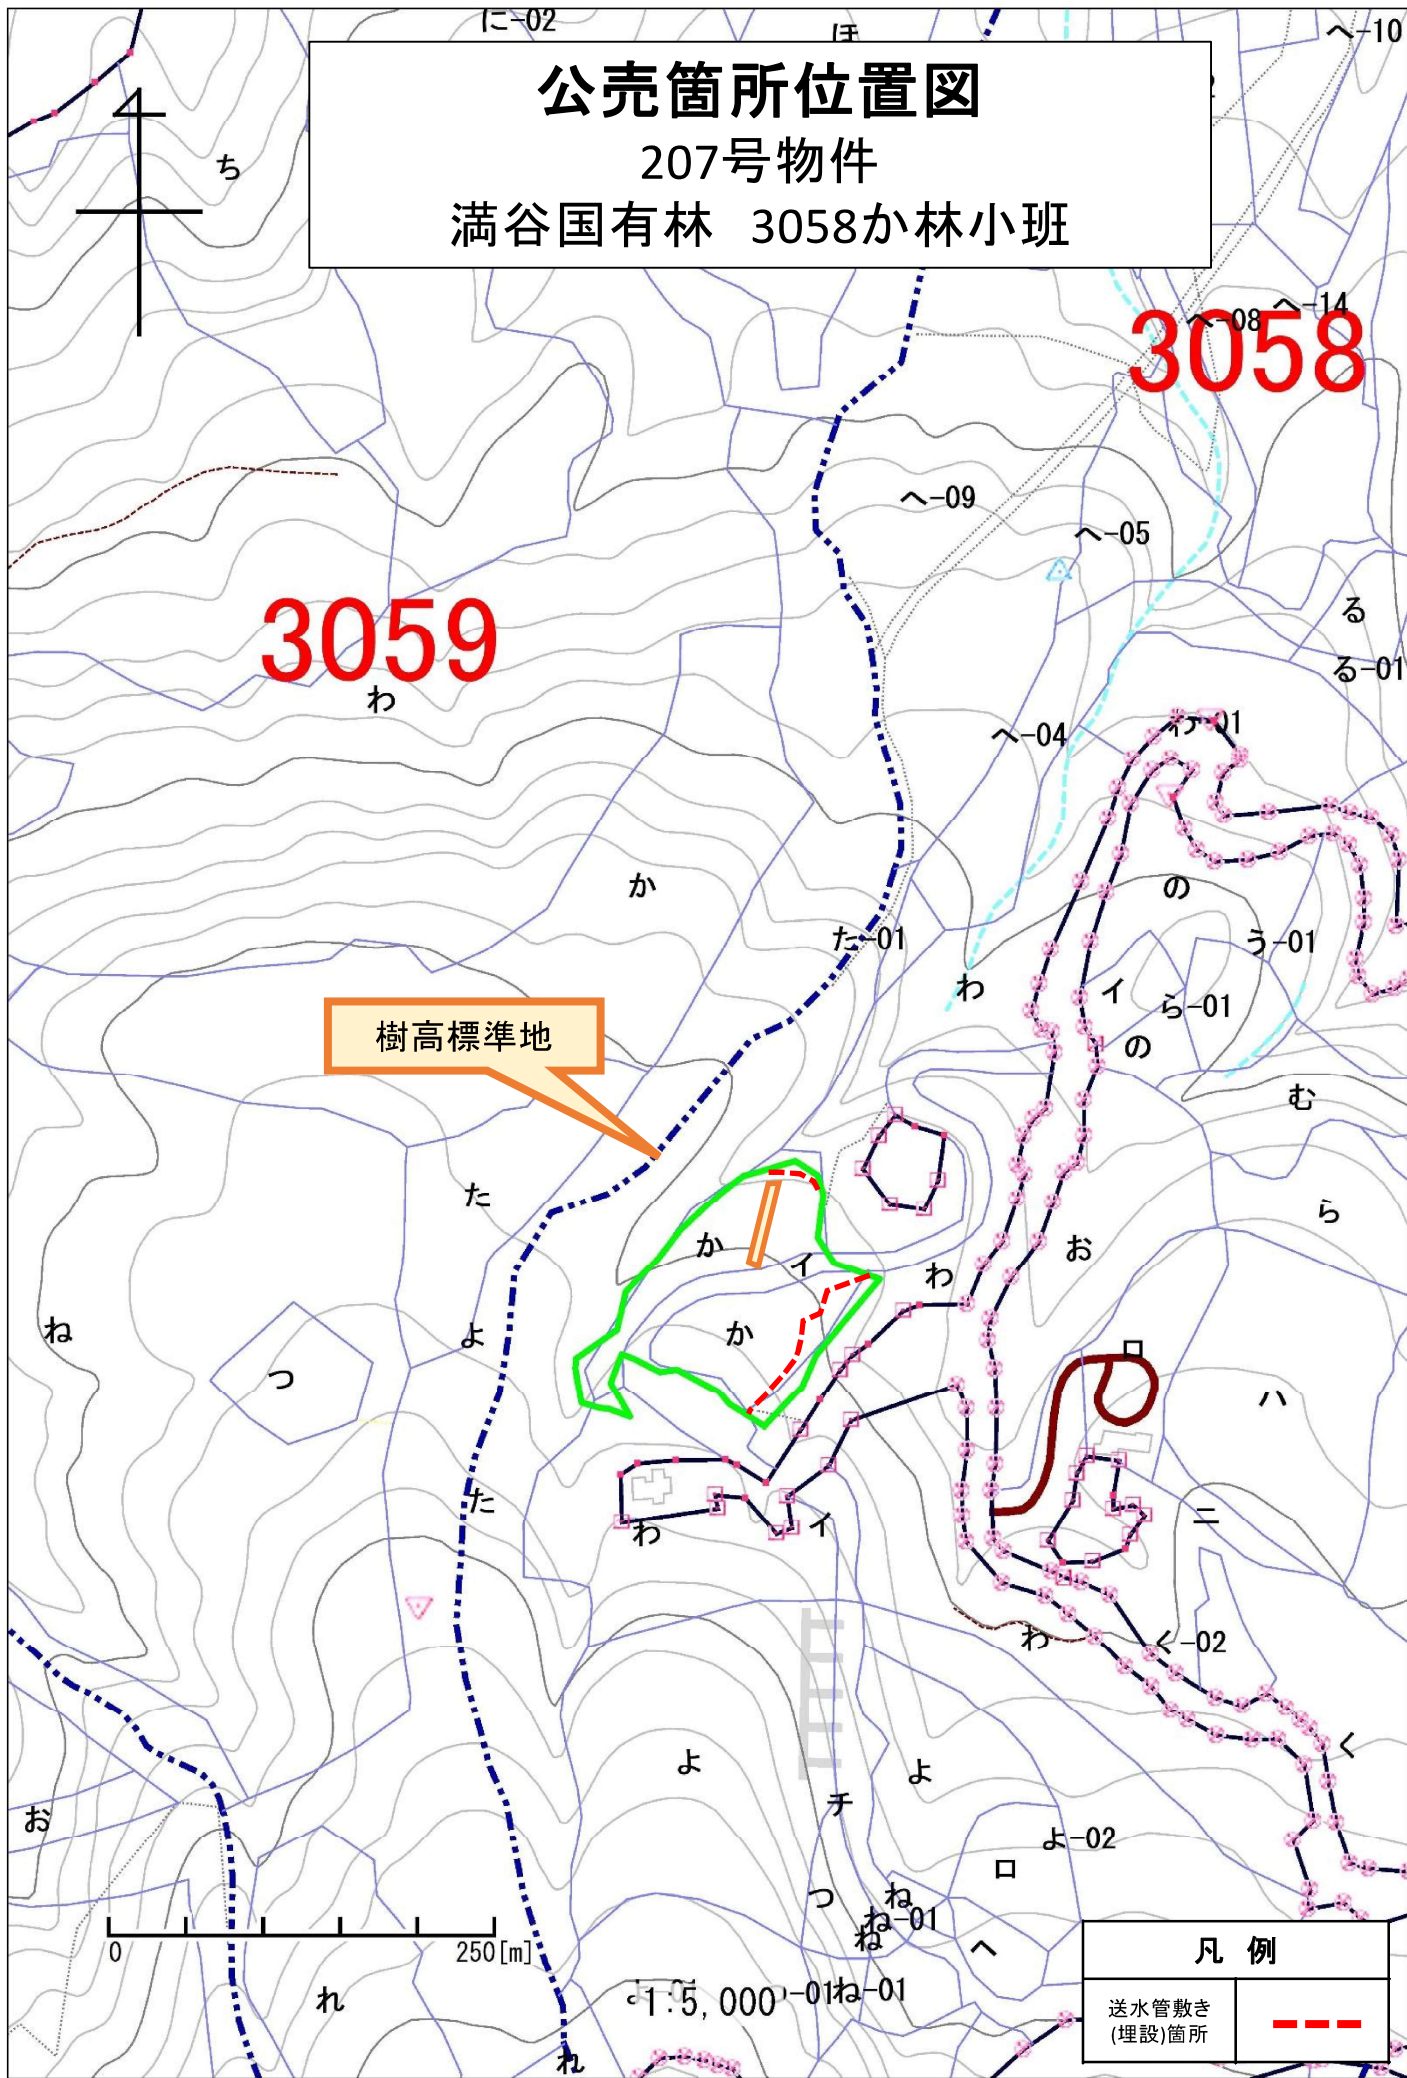 に-02
ほ
へ-10
公売箇所位置図
207号物件
満谷国有林 3058か林小班
ち
へ-08
へ-14
3058
へ-09
へ-05
3059
る
る-01
わ
へ-04
わ-01
か
の
た-01
う-01
わ
イ
ら-01
樹高標準地
の
む
た
ら
か
イ
お
わ
ね
よ
か
ロ
つ
ハ
た
わ
イ
ニ
わ
く-02
く
よ
よ
お
チ
よ-02
ロ
つ
ね
ね-01
ね
へ
0
250[m]
凡 例
れ
1:5,000
-01
ね-01
送水管敷き
(埋設)箇所
れ